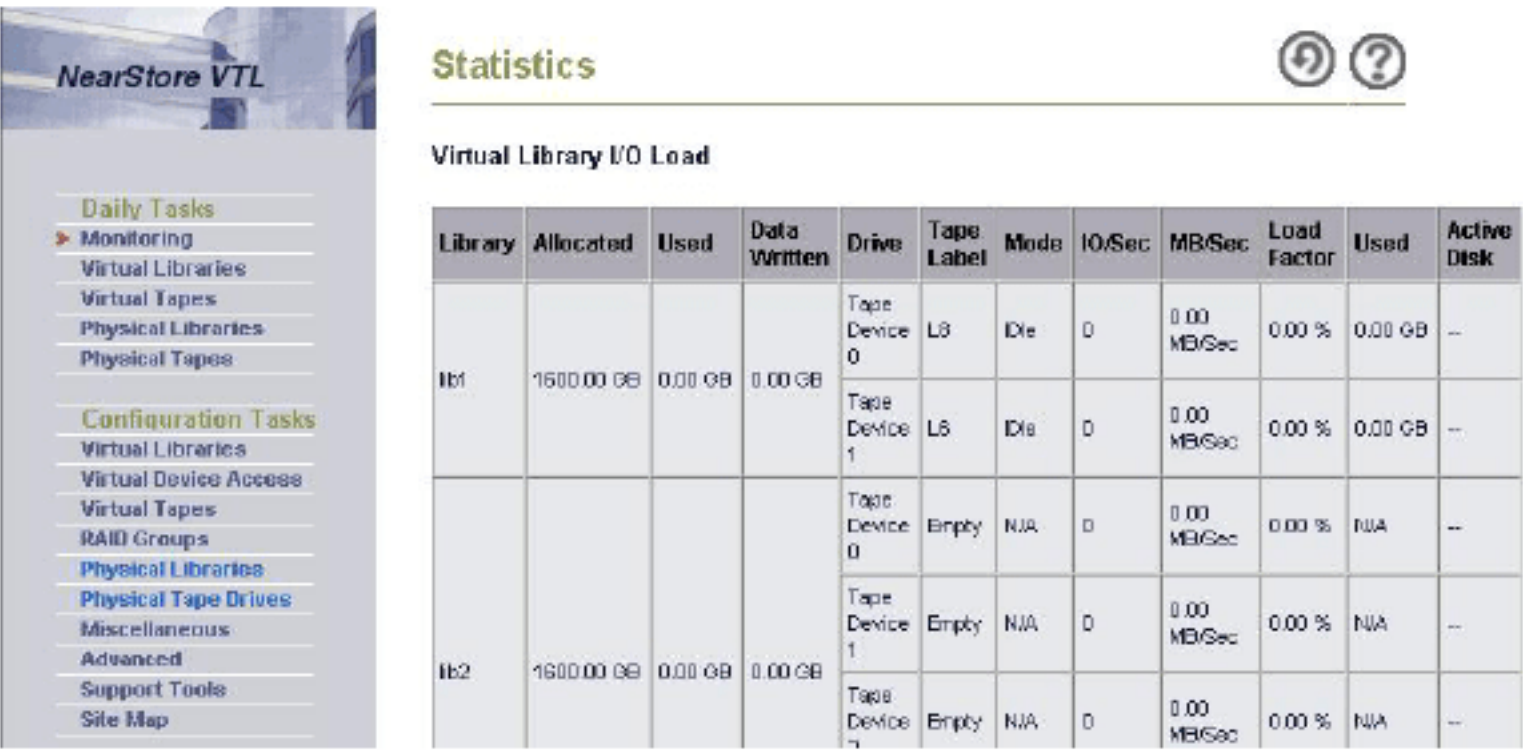 NearStore VTL
Daily Tasks
Monitoring
Virtual Libraries
Virtual Tapes
Physical Libraries
Physical Tapes
Configuration Tasks
Virtual Libraries
Virtual Device Access
Virtual Tapes
RAID Groups
Physical Libraries
Physical Tape Drives
Miscellaneous
Advanced
Support Tools
Site Map
Statistics
?
Virtual Library I/O Load
Library Allocated Used Data Written Drive Tape Label Mode IO/Sec MB/Sec Load Factor Used Active Disk
lib1 1600.00 GB 0.00 GB 0.00 GB
Tape Device 0 Idle 0 0.00 MB/Sec 0.00 % 0.00 GB --
Tape Device 1 Idle 0 0.00 MB/Sec 0.00 % 0.00 GB --
lib2 1600.00 GB 0.00 GB 0.00 GB
Tape Device 0 Empty N/A 0 0.00 MB/Sec 0.00 % N/A --
Tape Device 1 Empty N/A 0 0.00 MB/Sec 0.00 % N/A --
Tape Device Empty N/A 0 0.00 MB/Sec 0.00 % N/A --